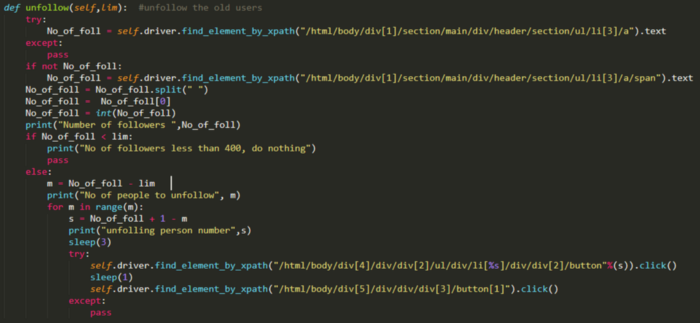 def unfollow(self,lim):  #unfollow the old users
    try:
        No_of_foll = self.driver.find_element_by_xpath("/html/body/div[1]/section/main/div/header/section/ul/li[3]/a").text
    except:
        pass
    if not No_of_foll:
        No_of_foll = self.driver.find_element_by_xpath("/html/body/div[1]/section/main/div/header/section/ul/li[3]/a/span").text
    No_of_foll = No_of_foll.split(" ")
    No_of_foll =  No_of_foll[0]
    No_of_foll = int(No_of_foll)
    print("Number of followers ",No_of_foll)
    if No_of_foll < lim:
        print("No of followers less than 400, do nothing")
        pass
    else:
        m = No_of_foll - lim
        print("No of people to unfollow", m)
        for m in range(m):
            s = No_of_foll + 1 - m
            print("unfolling person number",s)
            sleep(3)
            try:
                self.driver.find_element_by_xpath("/html/body/div[4]/div/div[2]/ul/div/li[%s]/div/div[2]/button"%(s)).click()
                sleep(1)
                self.driver.find_element_by_xpath("/html/body/div[5]/div/div/div[3]/button[1]").click()
            except:
                pass